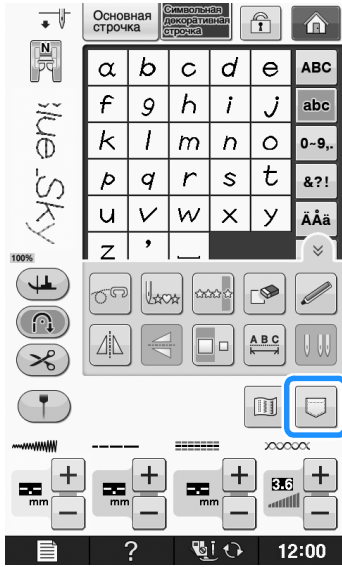 Основная
строчка
Символьная
декоративная
строчка
N
a b c d e ABC
f g h i j abc
k l m n o 0~9,.
p q r s t &?!
u v w x y ÄÅä
z ' _
Blue_Sky
100%
A B C
mm
mm
mm
3.6
+ + + +
− − − −
? 12:00